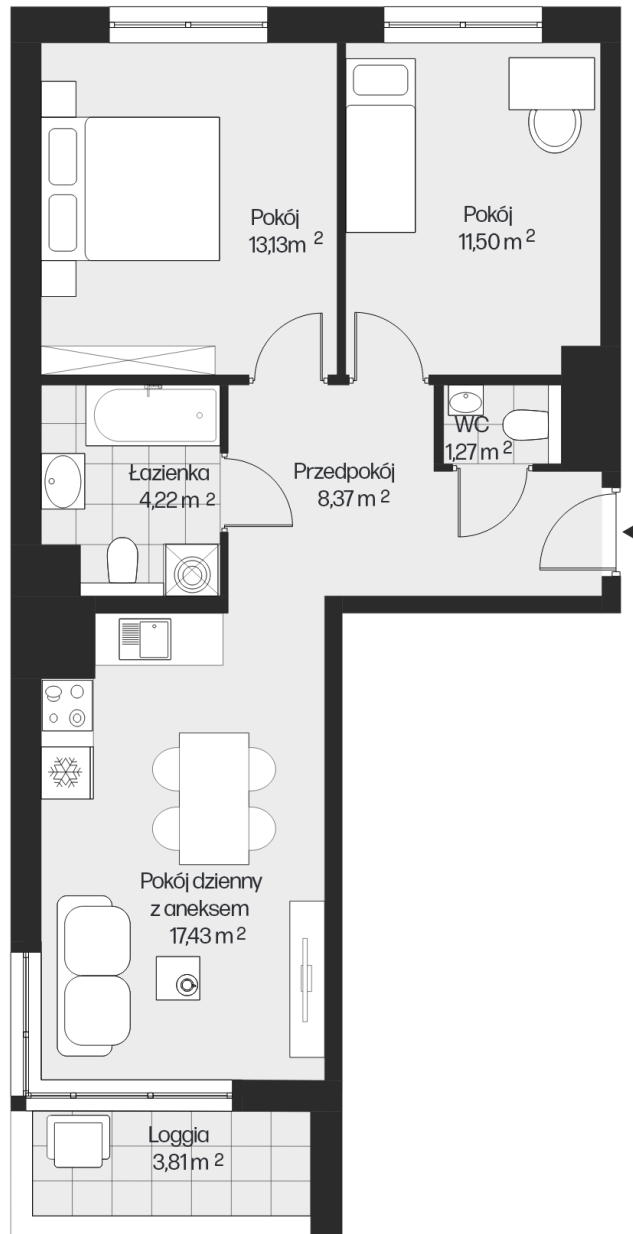 Pokój
13,13m ²
Pokój
11,50 m ²
WC
1,27 m ²
Łazienka
4,22 m ²
Przedpokój
8,37 m ²
Pokój dzienny
z aneksem
17,43 m ²
Loggia
3,81 m ²